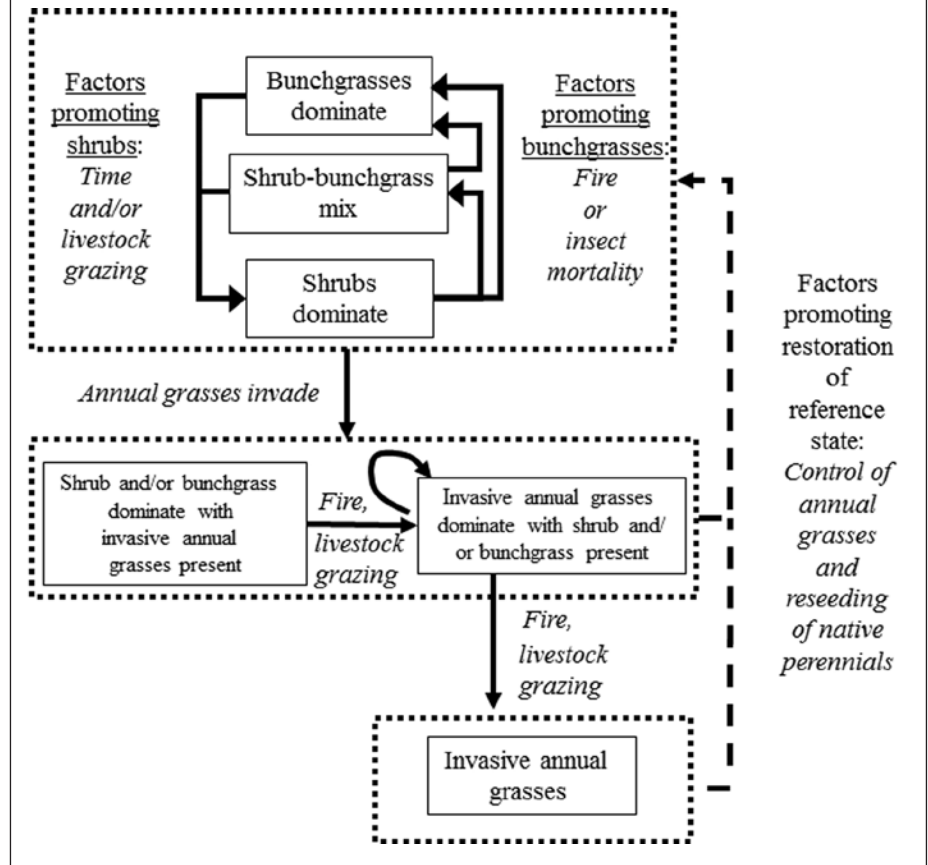 Factors
promoting
shrubs:
Time
and/or
livestock
grazing
Bunchgrasses
dominate
Shrub-bunchgrass
mix
Shrubs
dominate
Factors
promoting
bunchgrasses:
Fire
or
insect
mortality
Annual grasses invade
Shrub and/or bunchgrass
dominate with
invasive annual
grasses present
Fire,
livestock
grazing
Invasive annual grasses
dominate with shrub and/
or bunchgrass present
Fire,
livestock
grazing
Invasive annual
grasses
Factors
promoting
restoration
of
reference
state:
Control of
annual
grasses
and
reseeding
of native
perennials